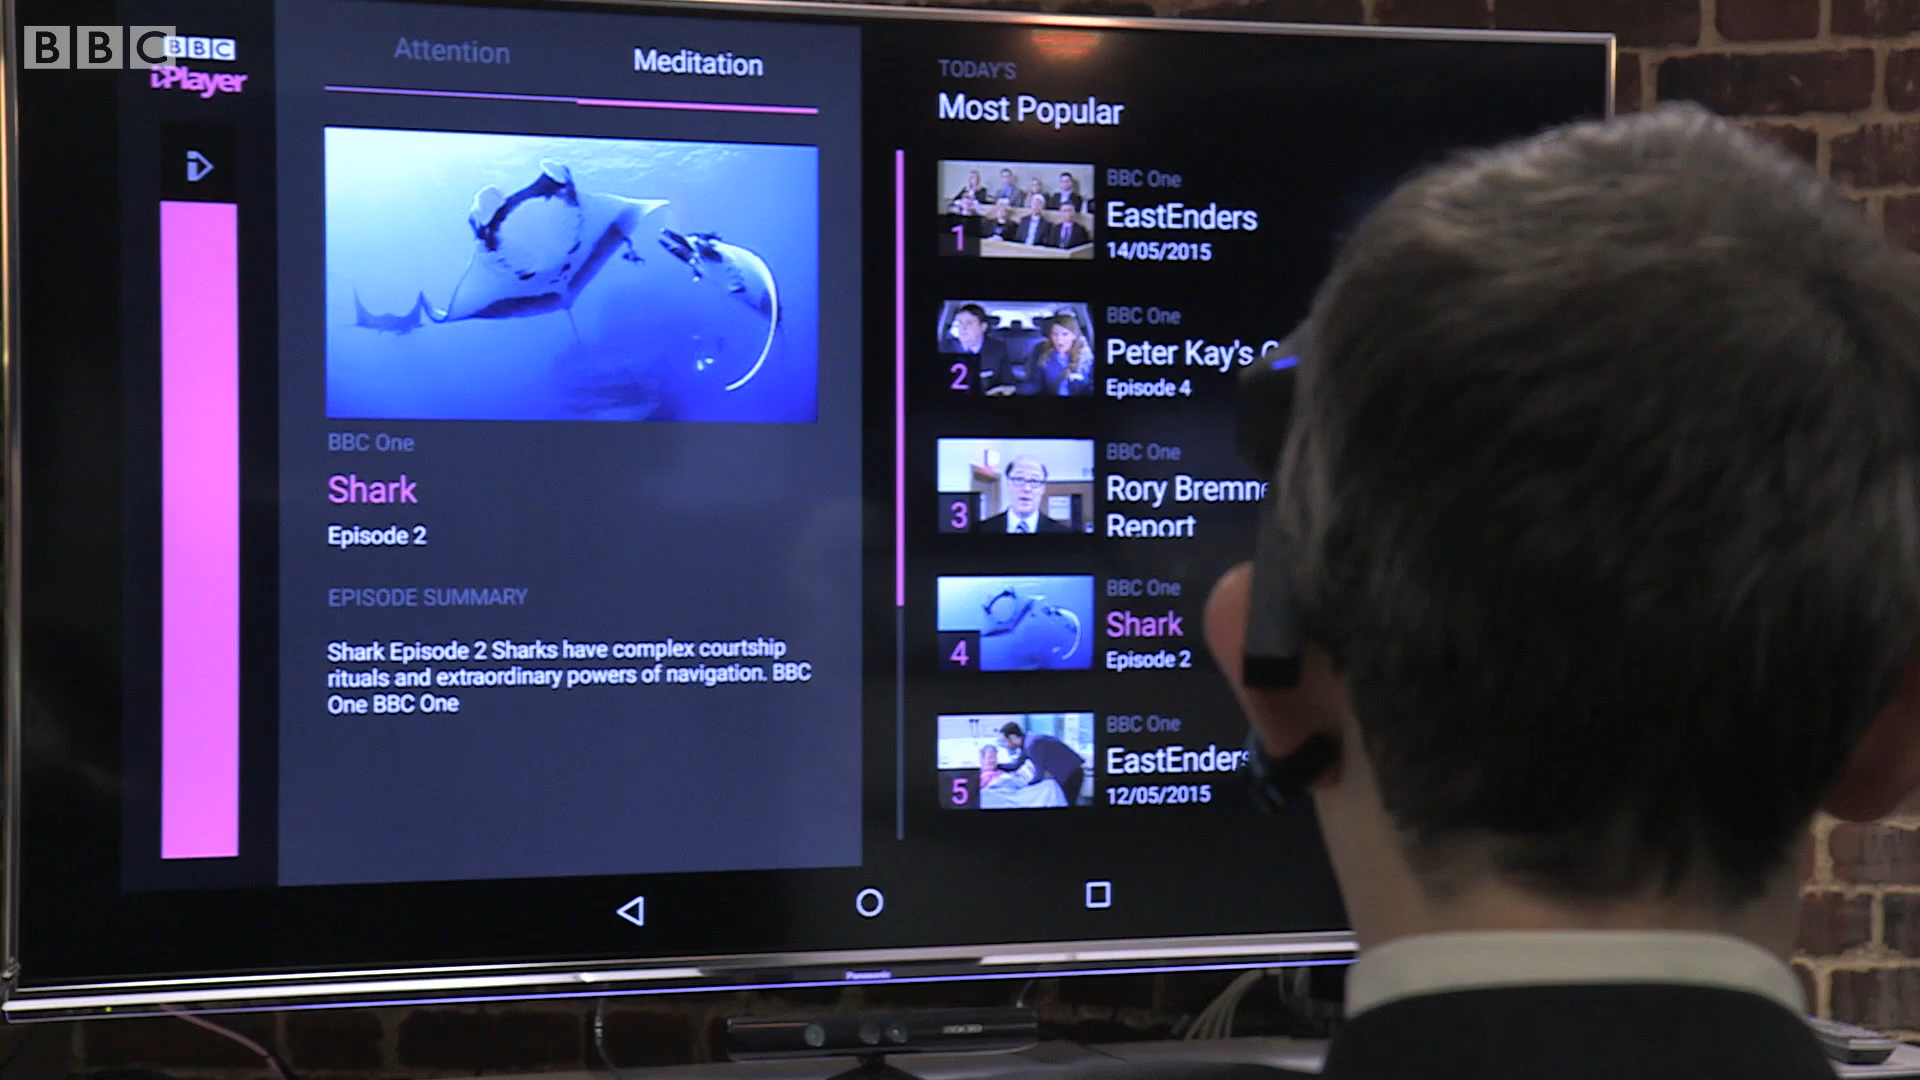 BBC
BBC
iPlayer
Attention
Meditation
BBC One
Shark
Episode 2
EPISODE SUMMARY
Shark Episode 2 Sharks have complex courtship
rituals and extraordinary powers of navigation. BBC
One BBC One
TODAY'S
Most Popular
1
BBC One
EastEnders
14/05/2015
2
BBC One
Peter Kay's
Episode 4
3
BBC One
Rory Bremne
Report
4
BBC One
Shark
Episode 2
5
BBC One
EastEnders
12/05/2015
Panasonic
XBOX